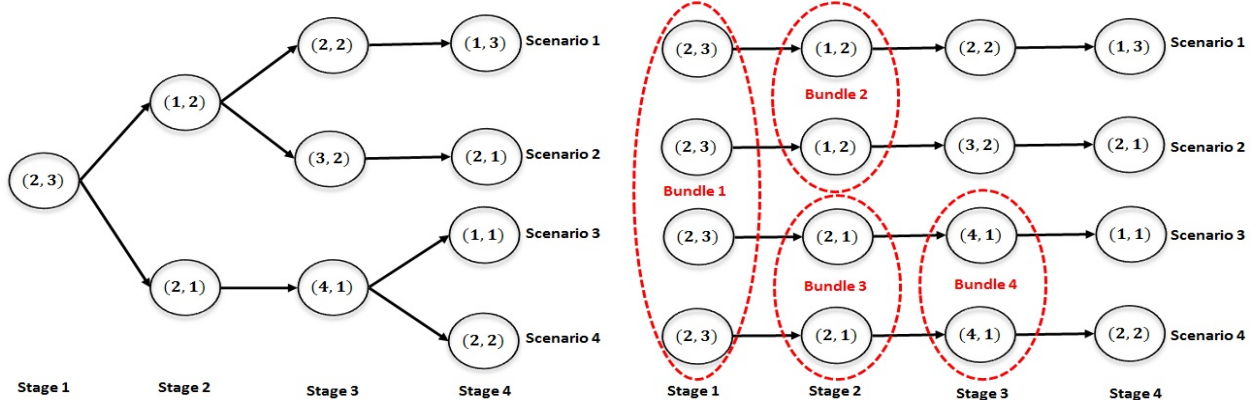 (2, 2) (1, 3) Scenario 1
(1, 2)
(3, 2) (2, 1) Scenario 2
(2, 3)
(1, 1) Scenario 3
(2, 1) (4, 1)
(2, 2) Scenario 4
Stage 1 Stage 2 Stage 3 Stage 4
(2, 3) (1, 2) (2, 2) (1, 3) Scenario 1
Bundle 2
(2, 3) (1, 2) (3, 2) (2, 1) Scenario 2
Bundle 1
(2, 3) (2, 1) (4, 1) (1, 1) Scenario 3
Bundle 3 Bundle 4
(2, 3) (2, 1) (4, 1) (2, 2) Scenario 4
Stage 1 Stage 2 Stage 3 Stage 4